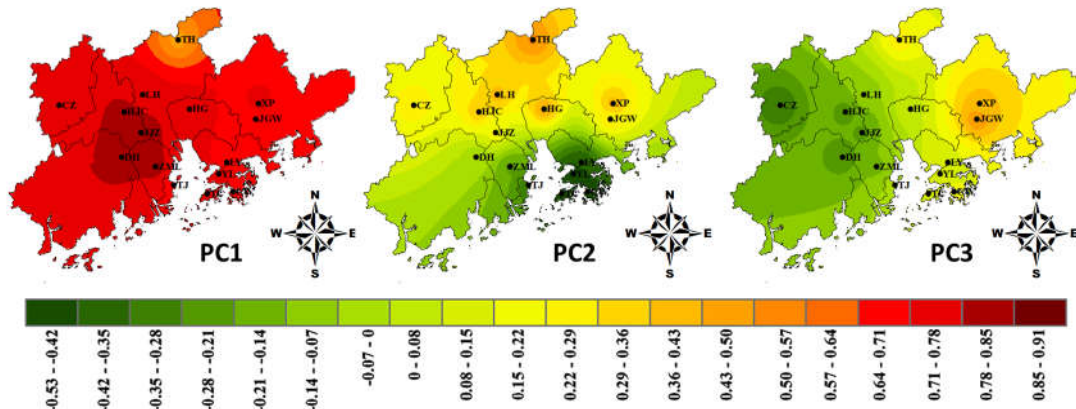 TH
CZ
LH
HJC
HG
XP
JGW
JJZ
DH
ZML
LY
YL
TJ
N
W E
S
PC1
TH
CZ
LH
HJC
HG
XP
JGW
JJZ
DH
ZML
LY
YL
TJ
N
W E
S
PC2
TH
CZ
LH
HJC
HG
XP
JGW
JJZ
DH
ZML
LY
YL
TJ
N
W E
S
PC3
-0.53 - -0.42
-0.42 - -0.35
-0.35 - -0.28
-0.28 - -0.21
-0.21 - -0.14
-0.14 - -0.07
-0.07 - 0
0 - 0.08
0.08 - 0.15
0.15 - 0.22
0.22 - 0.29
0.29 - 0.36
0.36 - 0.43
0.43 - 0.50
0.50 - 0.57
0.57 - 0.64
0.64 - 0.71
0.71 - 0.78
0.78 - 0.85
0.85 - 0.91